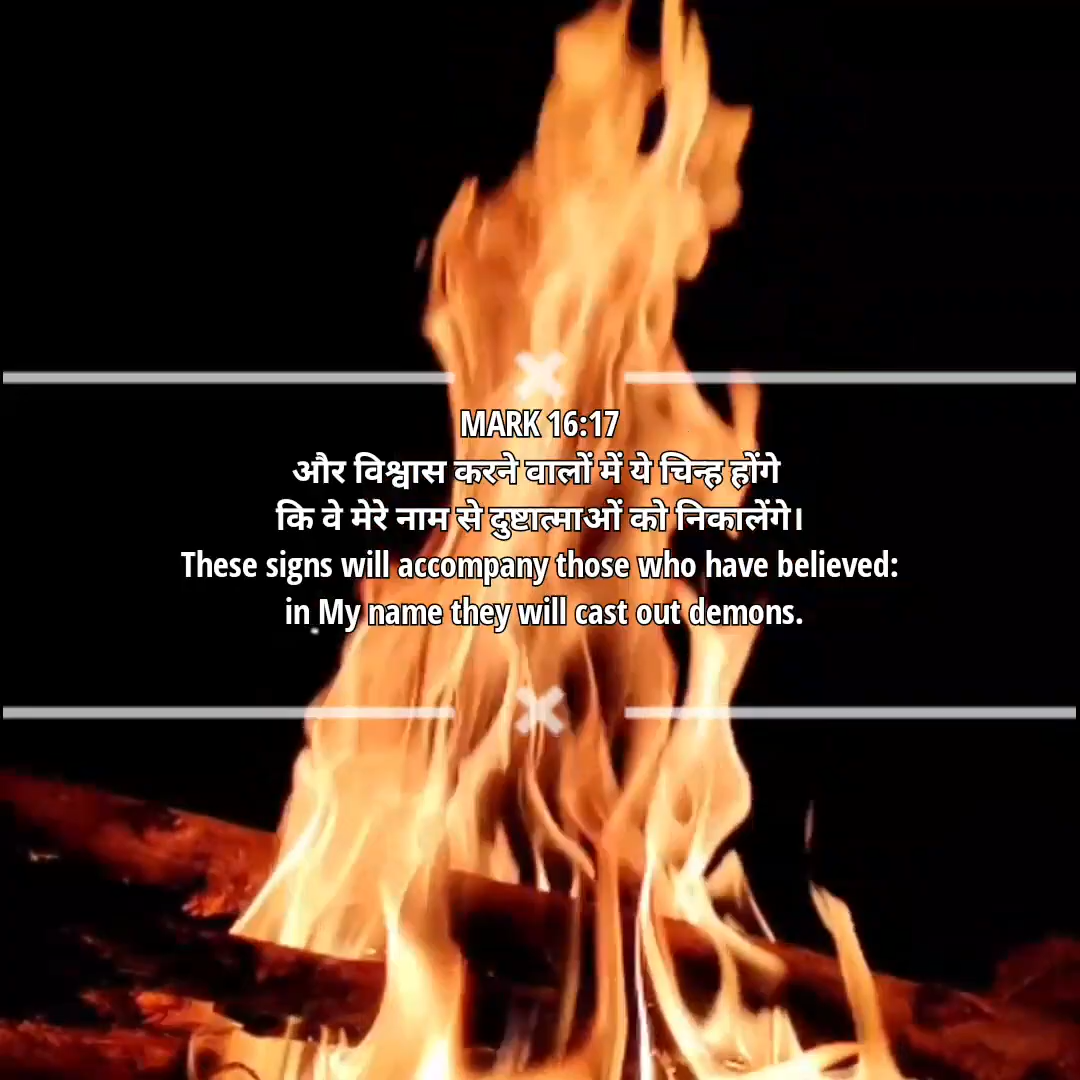 MARK 16:17
और विश्वास करने वालों में ये चिन्ह होंगे
कि वे मेरे नाम से दुष्टात्माओं को निकालेंगे।
These signs will accompany those who have believed:
in My name they will cast out demons.